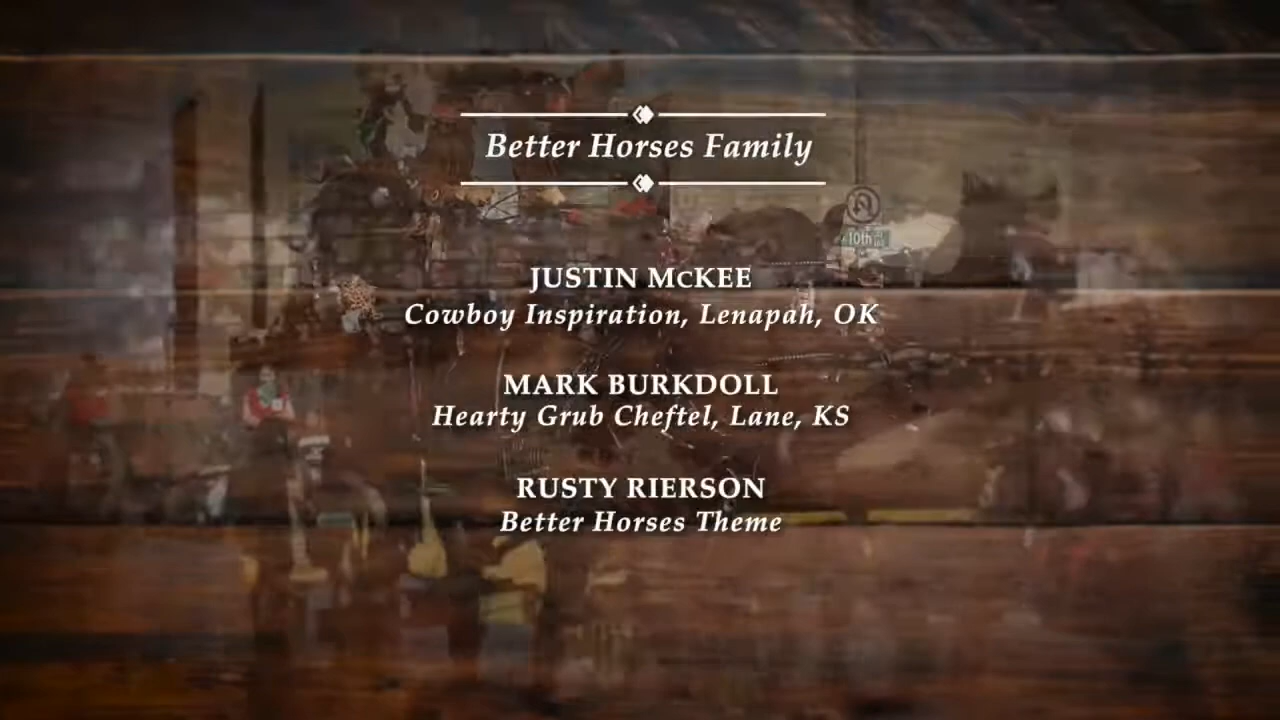 Better Horses Family
10th
JUSTIN McKEE
Cowboy Inspiration, Lenapah, OK
MARK BURKDOLL
Hearty Grub Cheftel, Lane, KS
RUSTY RIERSON
Better Horses Theme